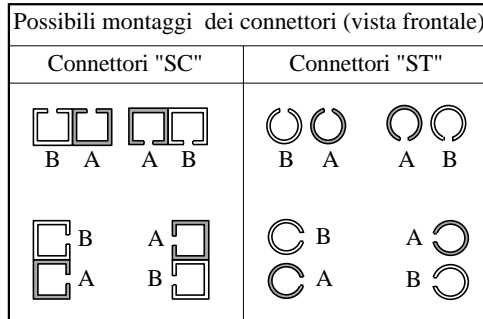 Possibili montaggi dei connettori (vista frontale)
Connettori "SC" Connettori "ST"
B A A B B A A B
B A B A
A B A B